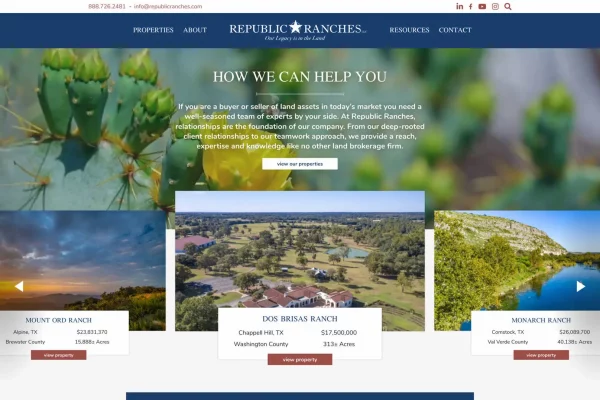 888.726.2481 • info@republicranches.com
PROPERTIES ABOUT REPUBLIC RANCHES LLC RESOURCES CONTACT
Our Legacy is in the Land
HOW WE CAN HELP YOU
If you are a buyer or seller of land assets in today's market you need a
well-seasoned team of experts by your side. At Republic Ranches,
relationships are the foundation of our company. From our deep-rooted
client relationships to our teamwork approach, we provide a reach,
expertise and knowledge like no other land brokerage firm.
view our properties
MOUNT ORD RANCH
Alpine, TX $23,831,370
Brewster County 15,888± Acres
view property
DOS BRISAS RANCH
Chappell Hill, TX $17,500,000
Washington County 313± Acres
view property
MONARCH RANCH
Comstock, TX $26,089,700
Val Verde County 40,138± Acres
view property